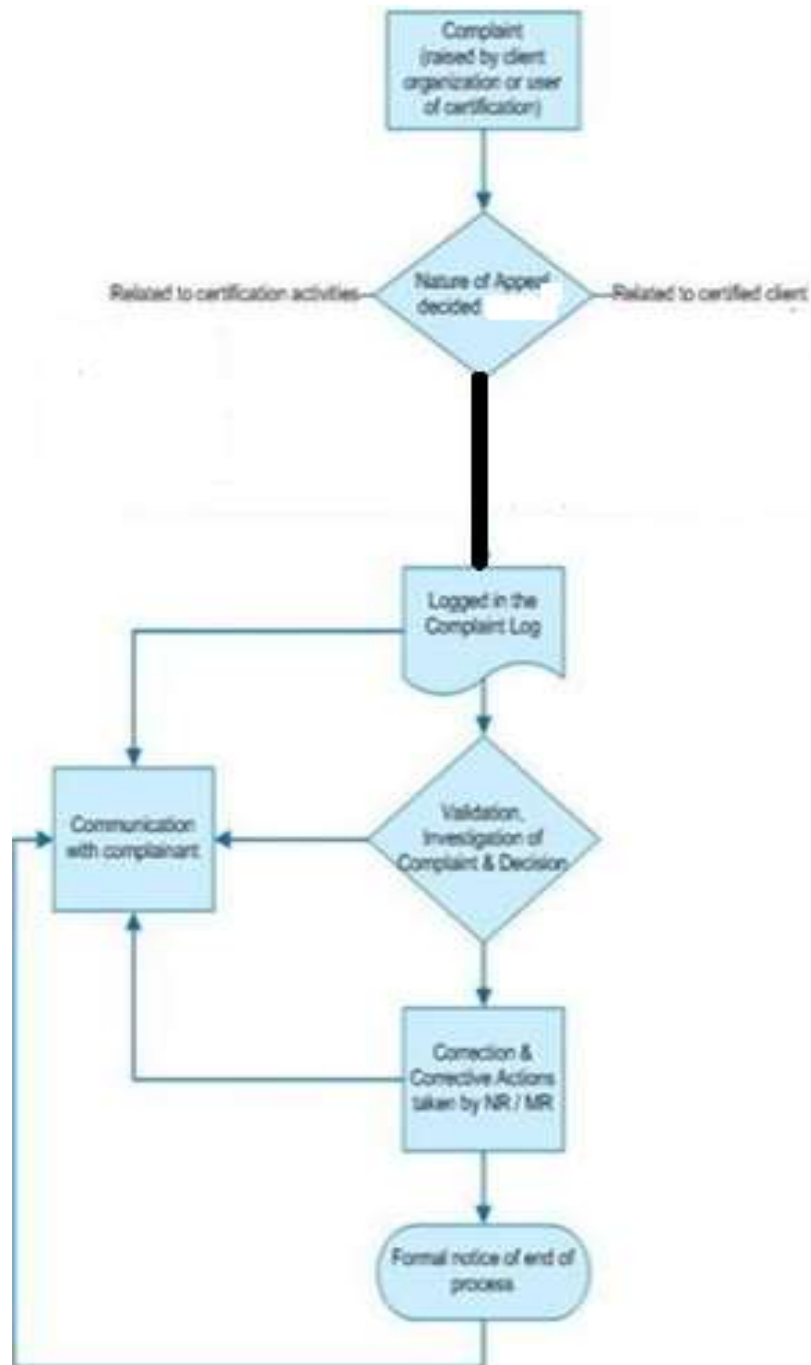 Complaint
(raised by client
organization or user
of certification)
Nature of Appeal
decided
Related to certification activities
Related to certified client
Logged in the
Complaint Log
Validation,
Investigation of
Complaint & Decision
Communication
with complainant
Correction &
Corrective Actions
taken by NR / MR
Formal notice of end of
process